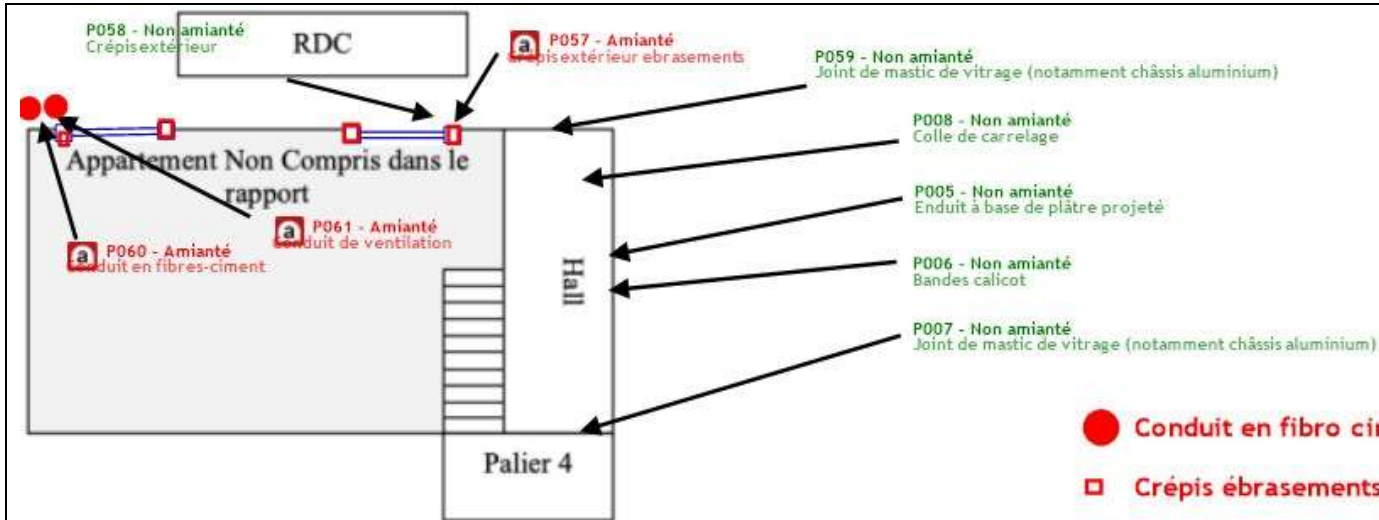 P058 - Non amianté
Crépis extérieur
RDC
a
P057 - Amianté
Crépis extérieur ebrasements
P059 - Non amianté
Joint de mastic de vitrage (notamment châssis aluminium)
P008 - Non amianté
Colle de carrelage
Appartement Non Compris dans le
rapport
P005 - Non amianté
Enduit à base de plâtre projeté
a
P061 - Amianté
Conduit de ventilation
a
P060 - Amianté
Conduit en fibres-ciment
Hall
P006 - Non amianté
Bandes calicot
P007 - Non amianté
Joint de mastic de vitrage (notamment châssis aluminium)
Conduit en fibro cim
Palier 4
Crépis ébrasements